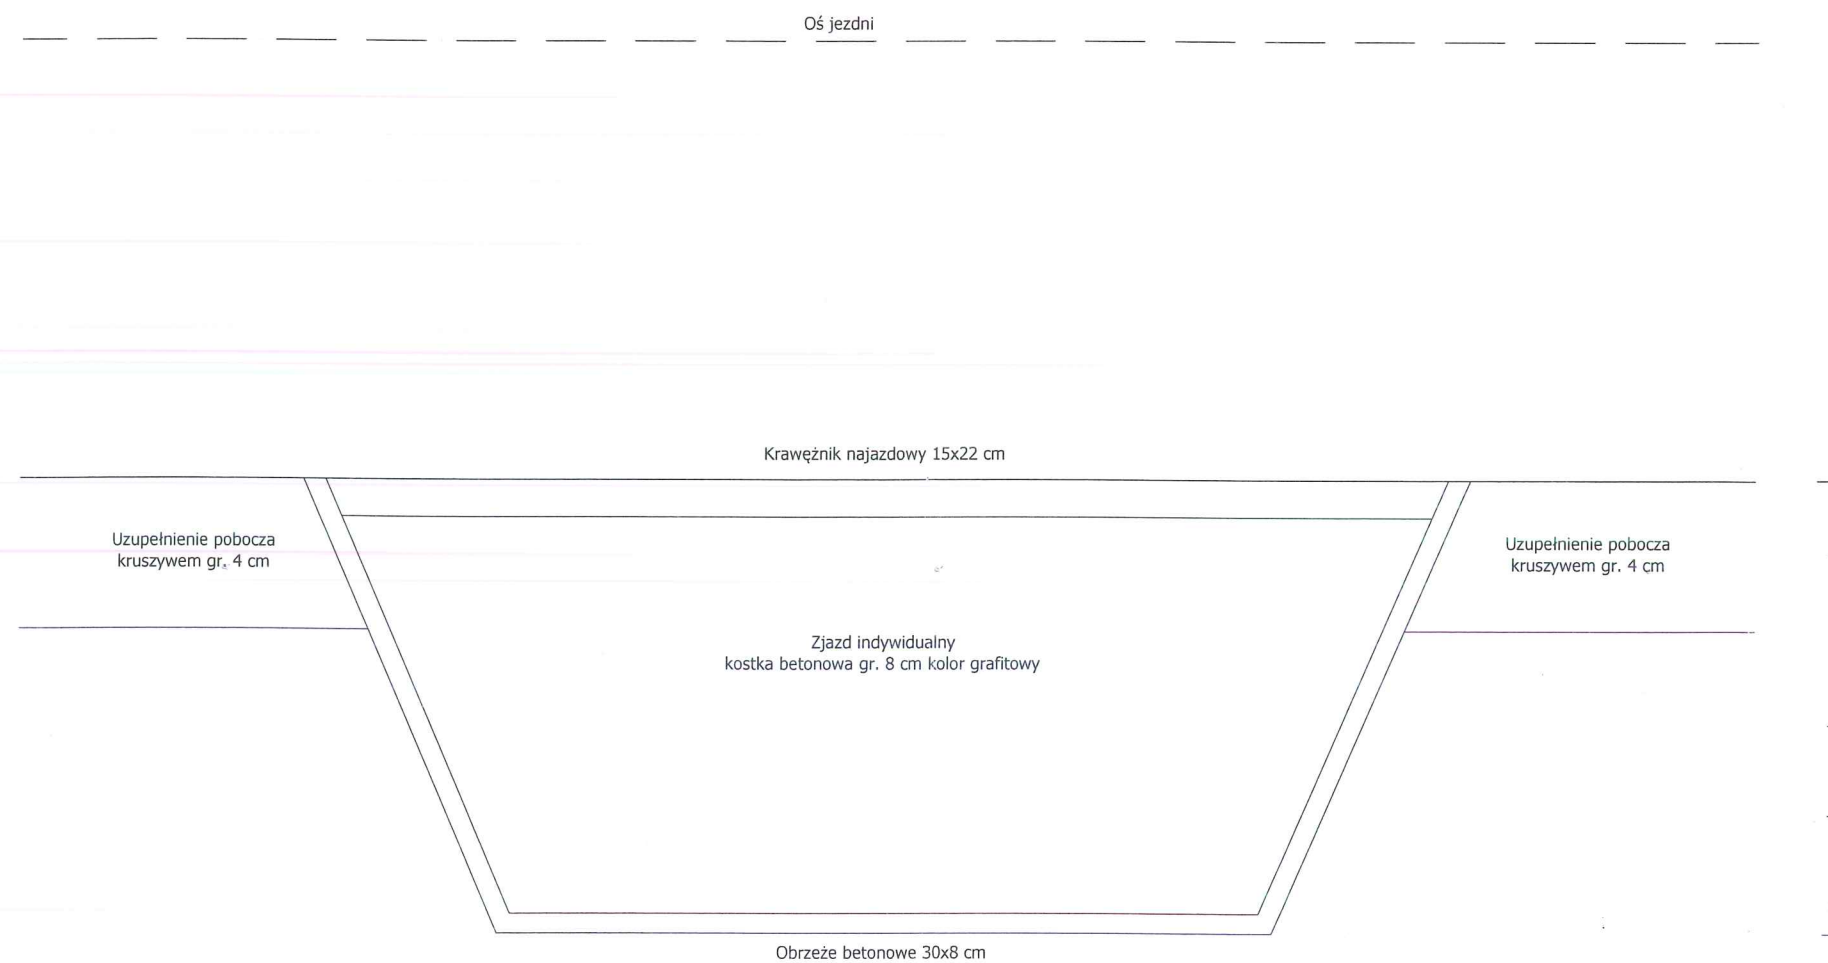 Oś jezdni
Krawężnik najazdowy 15x22 cm
Uzupełnienie pobocza
kruszywem gr. 4 cm
Uzupełnienie pobocza
kruszywem gr. 4 cm
Zjazd indywidualny
kostka betonowa gr. 8 cm kolor grafitowy
Obrzeże betonowe 30x8 cm